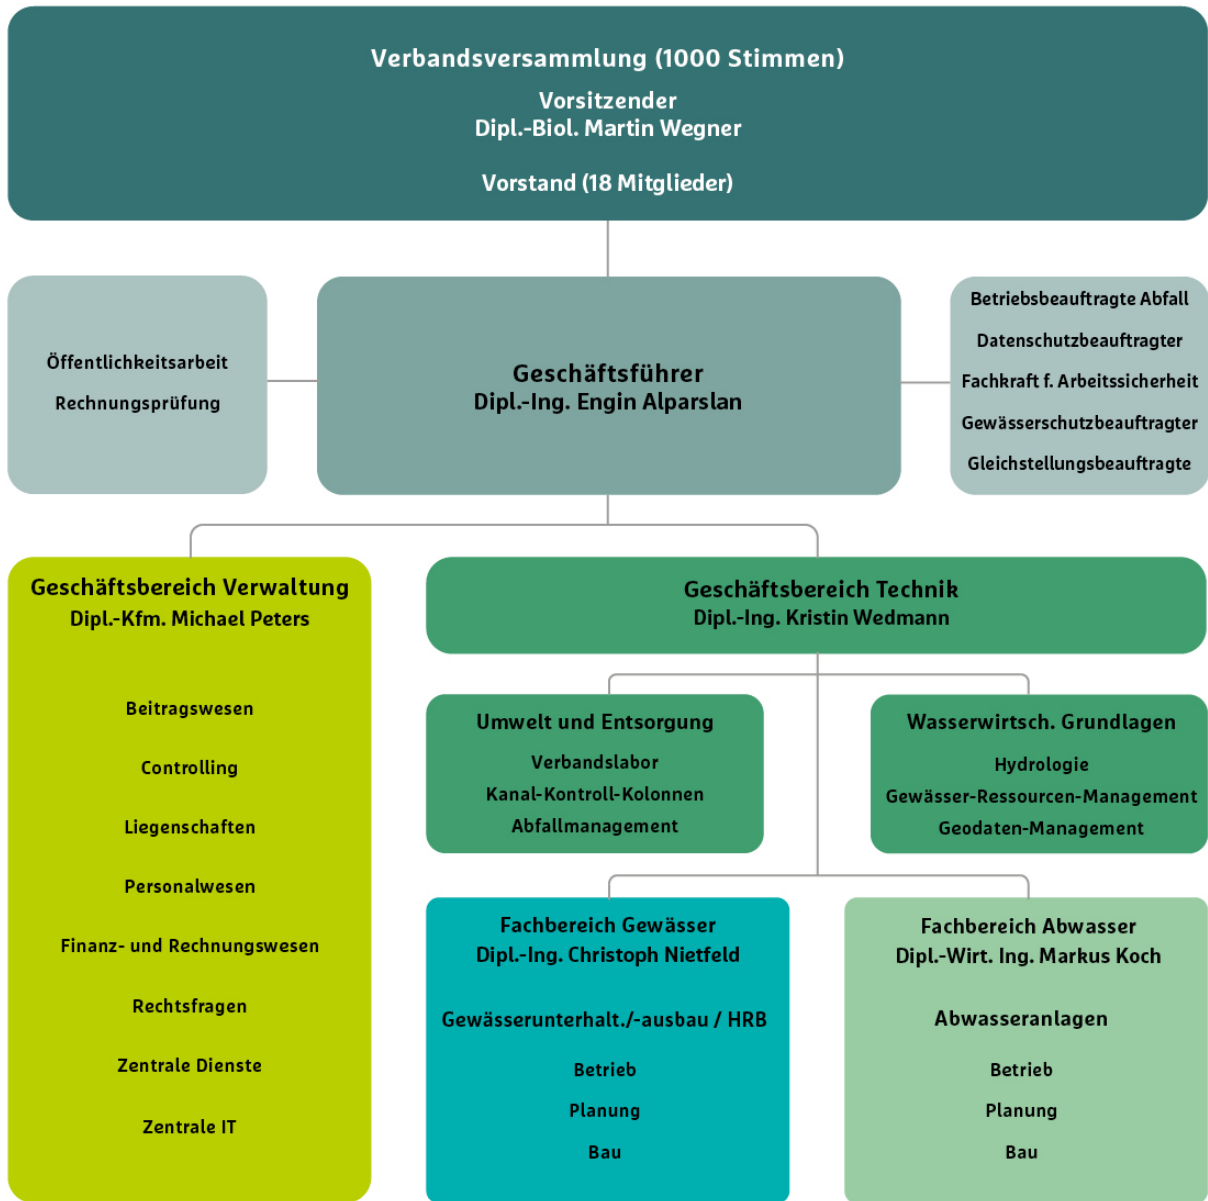 Verbandsversammlung (1000 Stimmen)
Vorsitzender
Dipl.-Biol. Martin Wegner
Vorstand (18 Mitglieder)
Öffentlichkeitsarbeit
Rechnungsprüfung
Geschäftsführer
Dipl.-Ing. Engin Alparslan
Betriebsbeauftragte Abfall
Datenschutzbeauftragter
Fachkraft f. Arbeitssicherheit
Gewässerschutzbeauftragter
Gleichstellungsbeauftragte
Geschäftsbereich Verwaltung
Dipl.-Kfm. Michael Peters
Beitragswesen
Controlling
Liegenschaften
Personalwesen
Finanz- und Rechnungswesen
Rechtsfragen
Zentrale Dienste
Zentrale IT
Geschäftsbereich Technik
Dipl.-Ing. Kristin Wedmann
Umwelt und Entsorgung
Verbandslabor
Kanal-Kontroll-Kolonnen
Abfallmanagement
Wasserwirtsch. Grundlagen
Hydrologie
Gewässer-Ressourcen-Management
Geodaten-Management
Fachbereich Gewässer
Dipl.-Ing. Christoph Nietfeld
Gewässerunterhalt./-ausbau / HRB
Betrieb
Planung
Bau
Fachbereich Abwasser
Dipl.-Wirt. Ing. Markus Koch
Abwasseranlagen
Betrieb
Planung
Bau